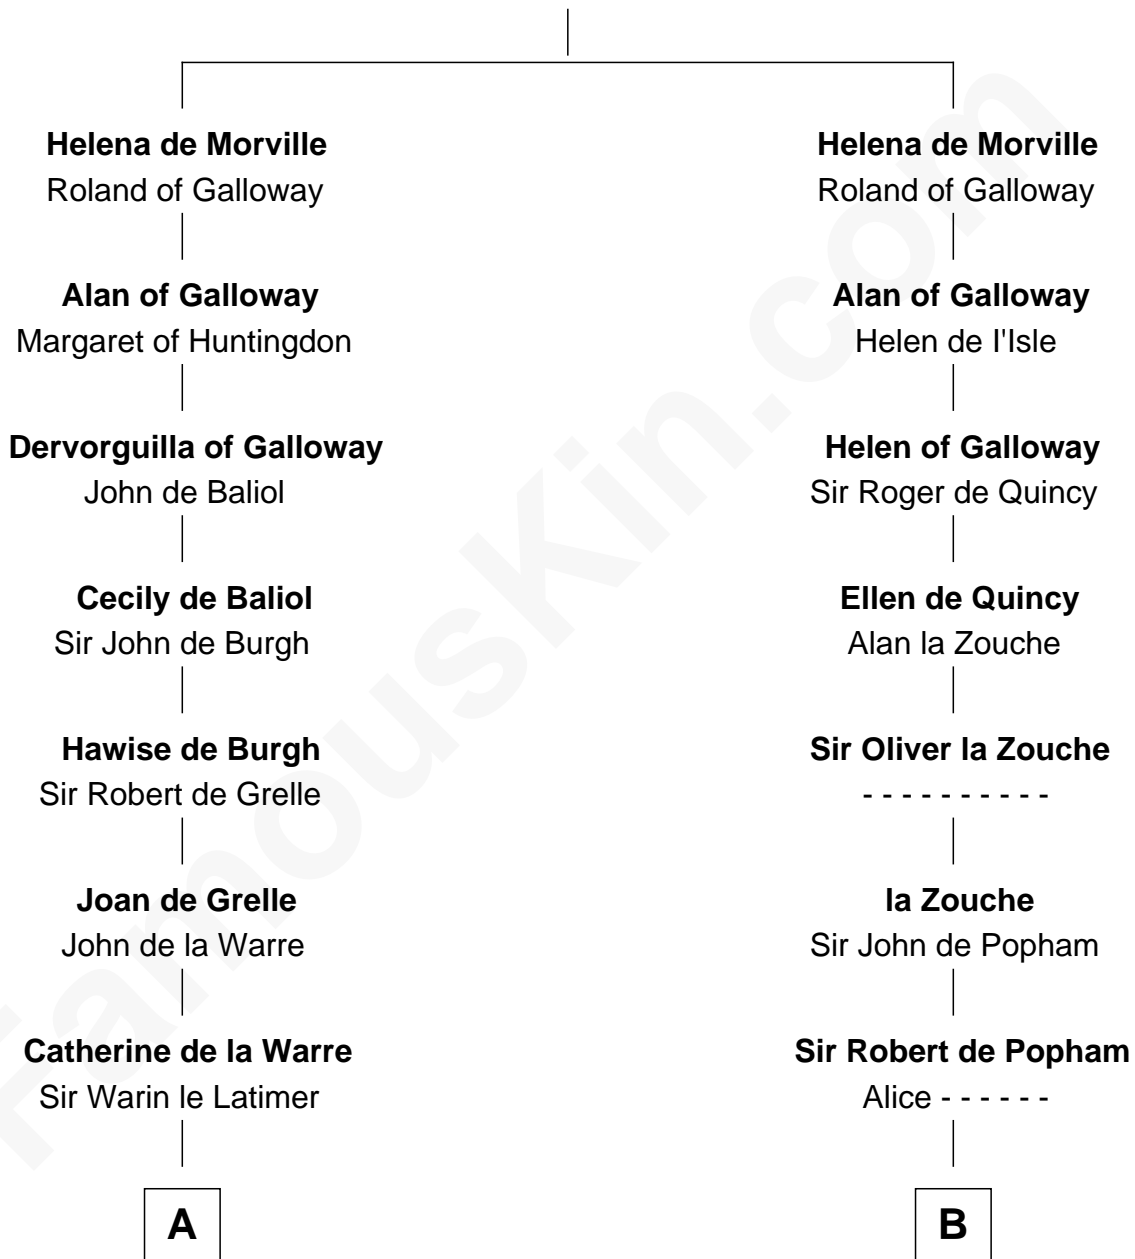 Helena de Morville
Roland of Galloway
Alan of Galloway
Margaret of Huntingdon
Dervorguilla of Galloway
John de Baliol
Cecily de Baliol
Sir John de Burgh
Hawise de Burgh
Sir Robert de Grelle
Joan de Grelle
John de la Warre
Catherine de la Warre
Sir Warin le Latimer
A
Helena de Morville
Roland of Galloway
Alan of Galloway
Helen de I'Isle
Helen of Galloway
Sir Roger de Quincy
Ellen de Quincy
Alan la Zouche
Sir Oliver la Zouche
- - - - - - - - - -
la Zouche
Sir John de Popham
Sir Robert de Popham
Alice - - - - - -
B
FamousKin.com